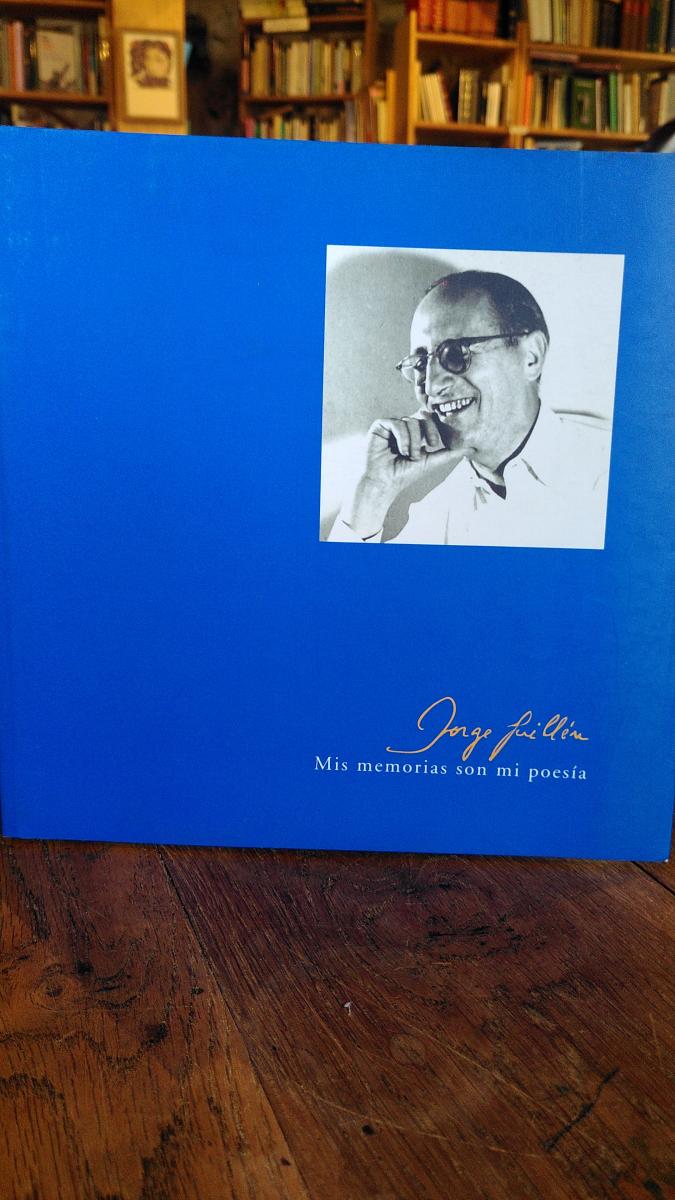 Jorge Guillén
Mis memorias son mi poesía